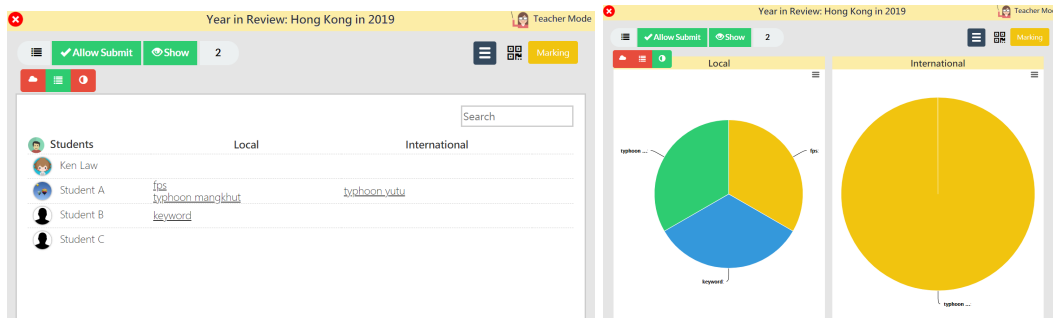 Year in Review: Hong Kong in 2019
Teacher Mode
Allow Submit
Show
2
Marking
Search
Students Local International
Ken Law
Student A fps typhoon yutu
typhoon mangkhut
Student B keyword
Student C
Year in Review: Hong Kong in 2019
Teacher Mo
Allow Submit
Show
2
Marking
Local
International
typhoon ...
fps
keyword
typhoon ...